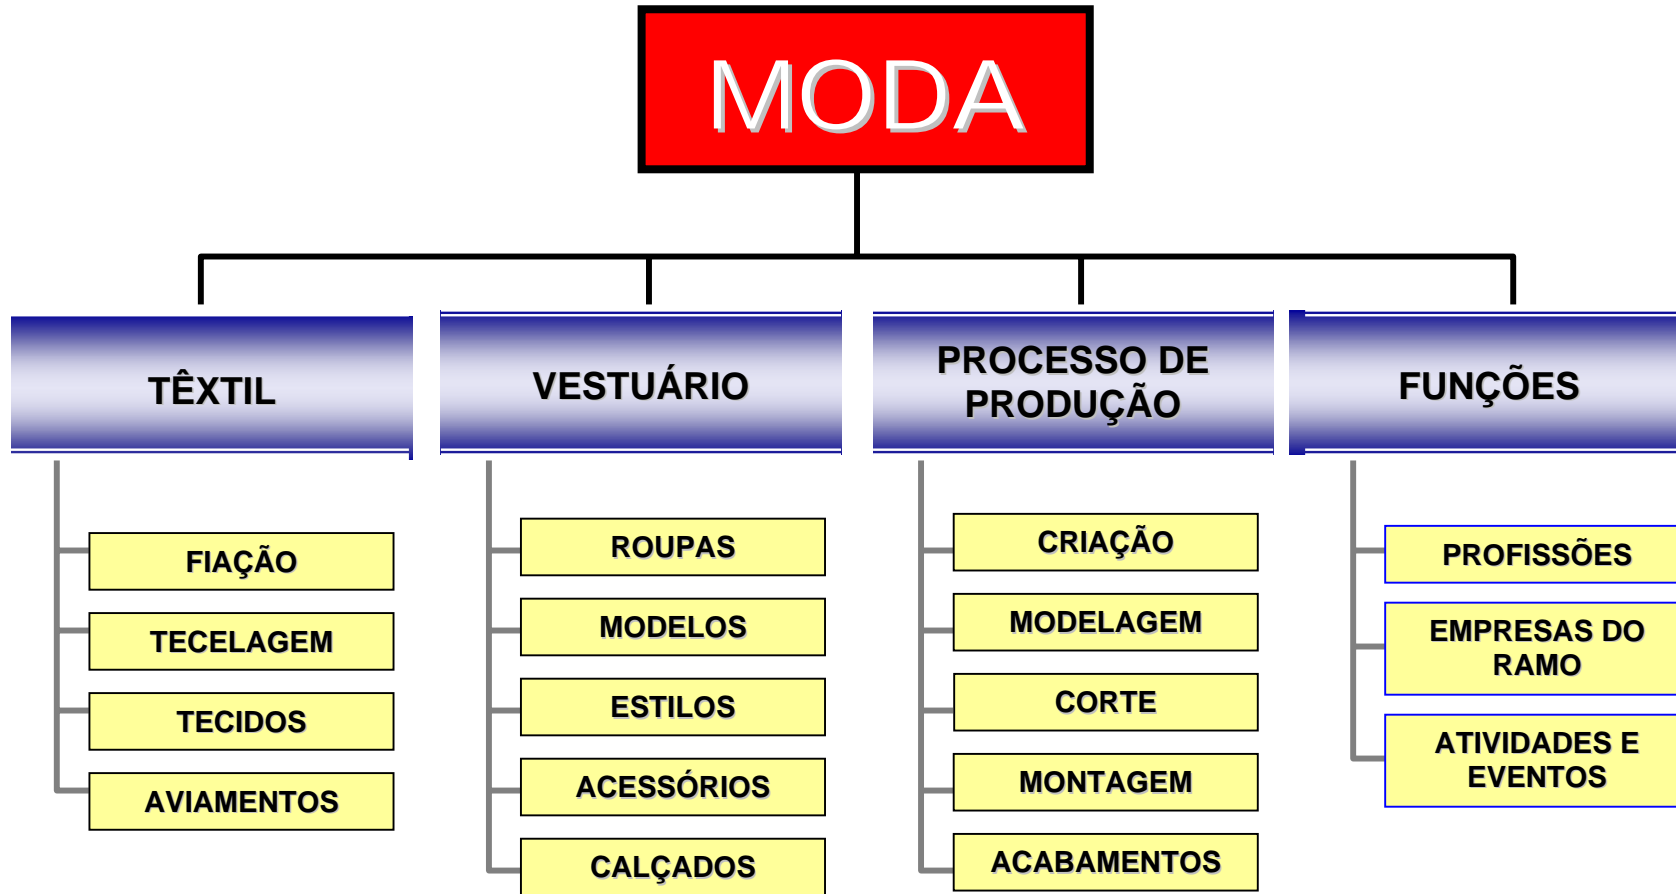 MODA
TÊXTIL
FIAÇÃO
TECELAGEM
TECIDOS
AVIAMENTOS
VESTUÁRIO
ROUPAS
MODELOS
ESTILOS
ACESSÓRIOS
CALÇADOS
PROCESSO DE
PRODUÇÃO
CRIAÇÃO
MODELAGEM
CORTE
MONTAGEM
ACABAMENTOS
FUNÇÕES
PROFISSÕES
EMPRESAS DO
RAMO
ATIVIDADES E
EVENTOS